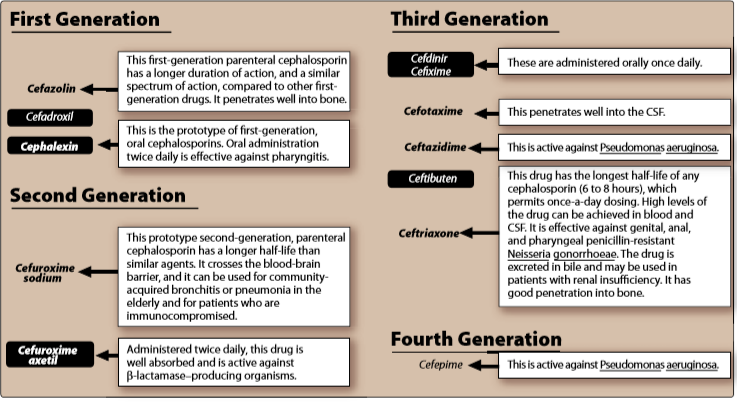 First Generation
Cefazolin
This first-generation parenteral cephalosporin
has a longer duration of action, and a similar
spectrum of action, compared to other first-
generation drugs. It penetrates well into bone.
Cefadroxil
Cephalexin
This is the prototype of first-generation,
oral cephalosporins. Oral administration
twice daily is effective against pharyngitis.
Second Generation
Cefuroxime
sodium
This prototype second-generation, parenteral
cephalosporin has a longer half-life than
similar agents. It crosses the blood-brain
barrier, and it can be used for community-
acquired bronchitis or pneumonia in the
elderly and for patients who are
immunocompromised.
Cefuroxime
axetil
Administered twice daily, this drug is
well absorbed and is active against
β-lactamase–producing organisms.
Third Generation
Cefdinir
Cefixime
These are administered orally once daily.
Cefotaxime
This penetrates well into the CSF.
Ceftazidime
This is active against Pseudomonas aeruginosa.
Ceftibuten
Ceftriaxone
This drug has the longest half-life of any
cephalosporin (6 to 8 hours), which
permits once-a-day dosing. High levels of
the drug can be achieved in blood and
CSF. It is effective against genital, anal,
and pharyngeal penicillin-resistant
Neisseria gonorrhoeae. The drug is
excreted in bile and may be used in
patients with renal insufficiency. It has
good penetration into bone.
Fourth Generation
Cefepime
This is active against Pseudomonas aeruginosa.